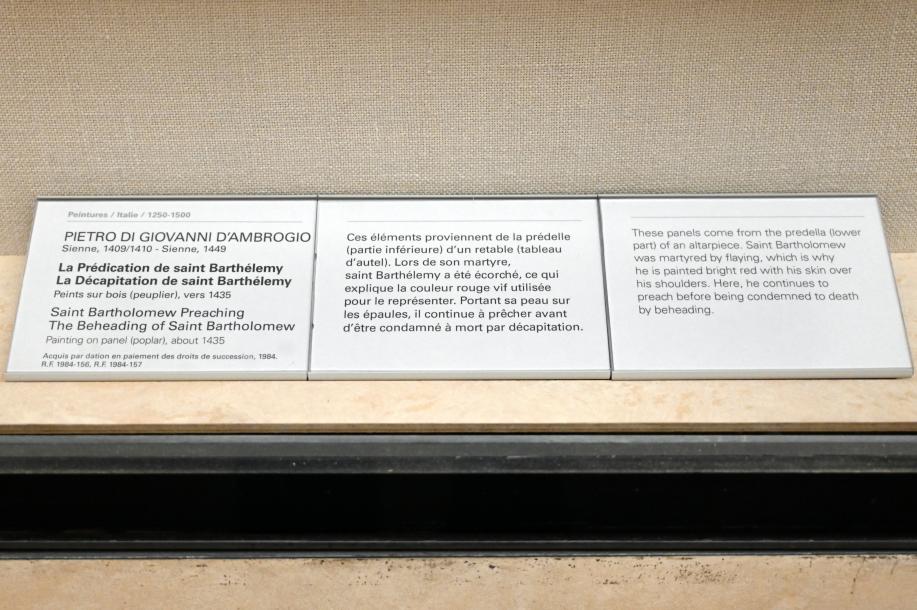 Peintures / Italie / 1250-1500
PIETRO DI GIOVANNI D'AMBROGIO
Sienne, 1409/1410 - Sienne, 1449
La Prédication de saint Barthélemy
La Décapitation de saint Barthélemy
Peints sur bois (peuplier), vers 1435
Saint Bartholomew Preaching
The Beheading of Saint Bartholomew
Painting on panel (poplar), about 1435
Acquis par dation en paiement des droits de succession, 1984.
R.F. 1984-156, R.F. 1984-157
Ces éléments proviennent de la prédelle
(partie inférieure) d'un retable (tableau
d'autel). Lors de son martyre,
saint Barthélemy a été écorché, ce qui
explique la couleur rouge vif utilisée
pour le représenter. Portant sa peau sur
les épaules, il continue à prêcher avant
d'être condamné à mort par décapitation.
These panels come from the predella (lower
part) of an altarpiece. Saint Bartholomew
was martyred by flaying, which is why
he is painted bright red with his skin over
his shoulders. Here, he continues to
preach before being condemned to death
by beheading.